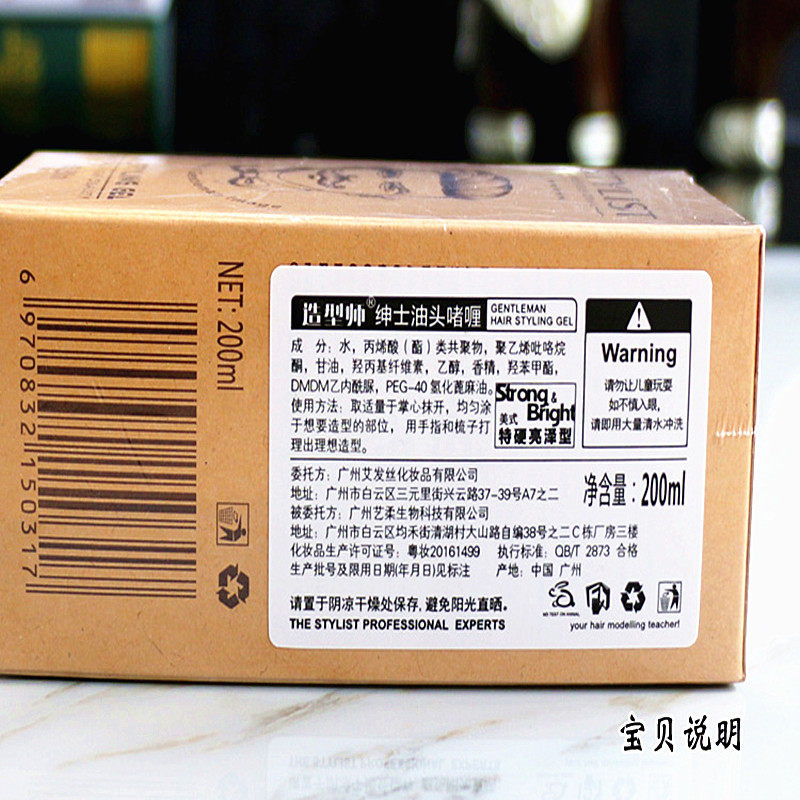 STYLIST
NET: 200ml
6 970832 150317
造型师® 绅士油头啫喱 GENTLEMAN HAIR STYLING GEL
成 分：水，丙烯酸（酯）类共聚物，聚乙烯吡咯烷
酮，甘油，羟丙基纤维素，乙醇，香精，羟苯甲酯，
DMDM乙内酰脲，PEG-40 氢化蓖麻油。
使用方法：取适量于掌心抹开，均匀涂
于想要造型的部位， 用手指和梳子打
理出理想造型。
Strong &
美式 Bright
特硬亮泽型
Warning
请勿让儿童玩耍
如不慎入眼，
请即用大量清水冲洗
委托方：广州艾发丝化妆品有限公司
地址：广州市白云区三元里街兴云路37-39号A7之二
被委托方：广州艺柔生物科技有限公司
地址：广州市白云区均禾街清湖村大山路自编38号之二C栋厂房三楼
化妆品生产许可证号：粤妆20161499 执行标准：QB/T 2873 合格
生产批号及限用日期(年月日)见标注 产地：中国 广州
净含量：200ml
请置于阴凉干燥处保存, 避免阳光直晒。
THE STYLIST PROFESSIONAL EXPERTS
NO TEST ON ANIMAL
your hair modelling teacher!
宝贝说明